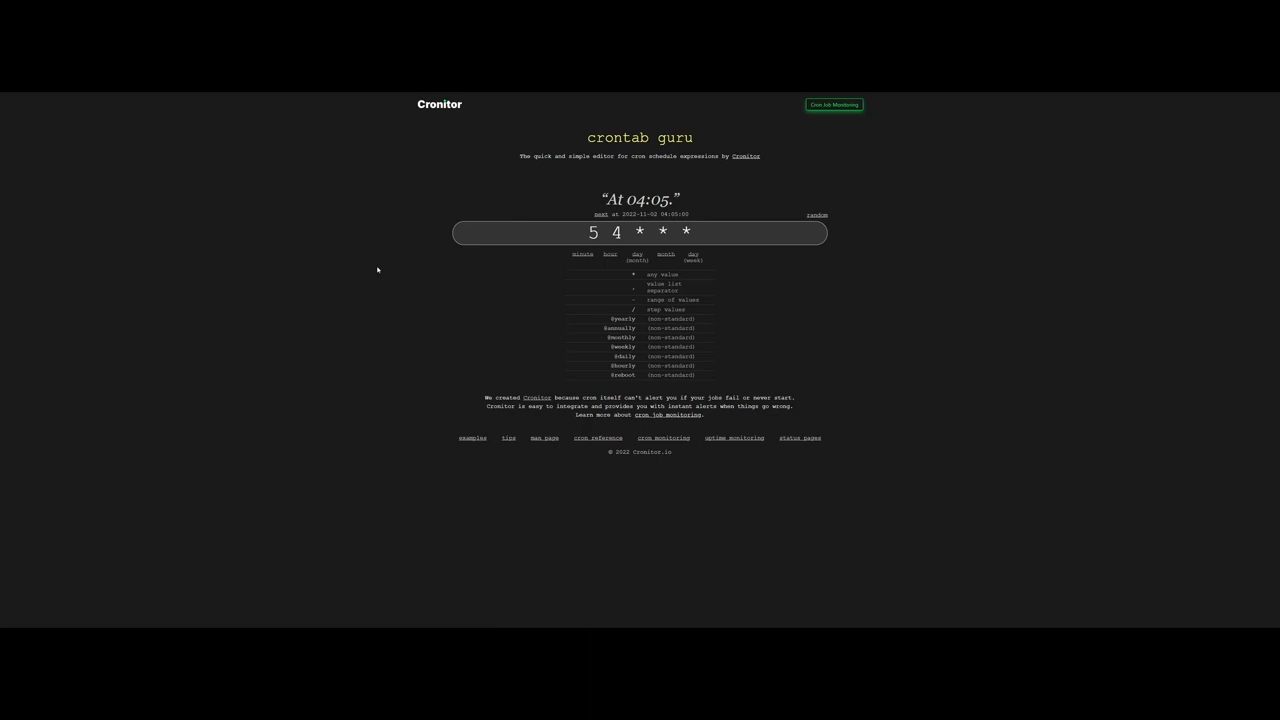 Cronitor
Cron Job Monitoring
crontab guru
The quick and simple editor for cron schedule expressions by Cronitor
“At 04:05.”
next at 2022-11-02 04:05:00
random
5 4 * * *
minute hour day (month) month day (week)
* any value
, value list separator
- range of values
/ step values
@yearly (non-standard)
@annually (non-standard)
@monthly (non-standard)
@weekly (non-standard)
@daily (non-standard)
@hourly (non-standard)
@reboot (non-standard)
We created Cronitor because cron itself can't alert you if your jobs fail or never start.
Cronitor is easy to integrate and provides you with instant alerts when things go wrong.
Learn more about cron job monitoring.
examples tips man page cron reference cron monitoring uptime monitoring status pages
© 2022 Cronitor.io